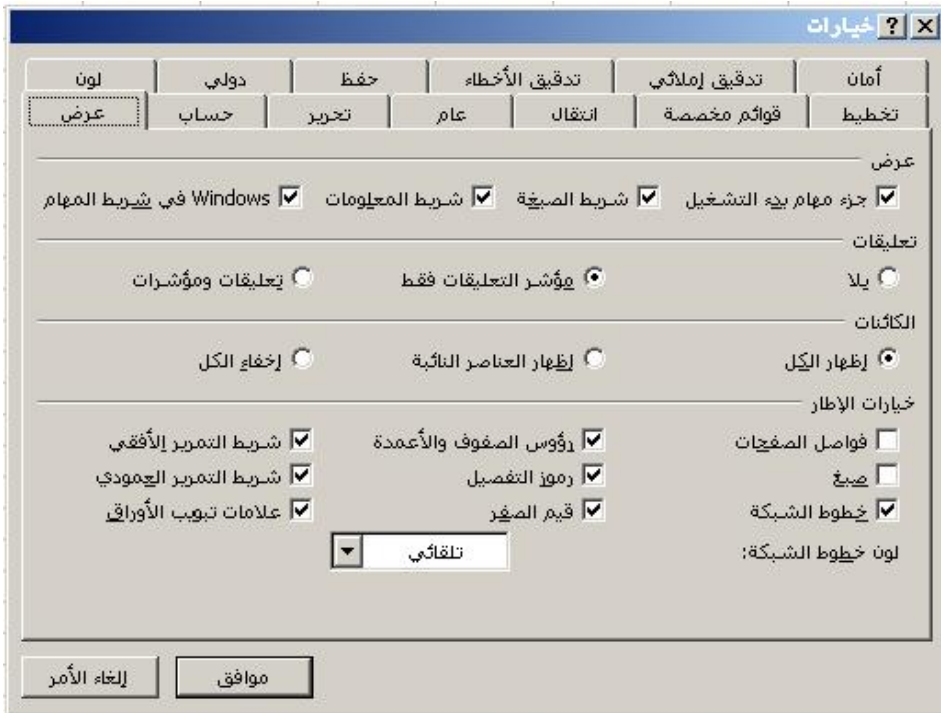 خيارات
أمان تدقيق إملائي تدقيق الأخطاء حفظ دولي لون
تخطيط قوائم مخصصة انتقال عام تحرير حساب عرض
عرض
جزء مهام بدء التشغيل شريط الصيغة شريط المعلومات Windows في شريط المهام
تعليقات
بلا مؤشر التعليقات فقط تعليقات ومؤشرات
الكائنات
إظهار الكل إظهار العناصر النائبة إخفاء الكل
خيارات الإطار
فواصل الصفحات رؤوس الصفوف والأعمدة شريط التمرير الأفقي
صيغ رموز التفصيل شريط التمرير العمودي
خطوط الشبكة قيم الصفر علامات تبويب الأوراق
لون خطوط الشبكة: تلقائي
موافق إلغاء الأمر